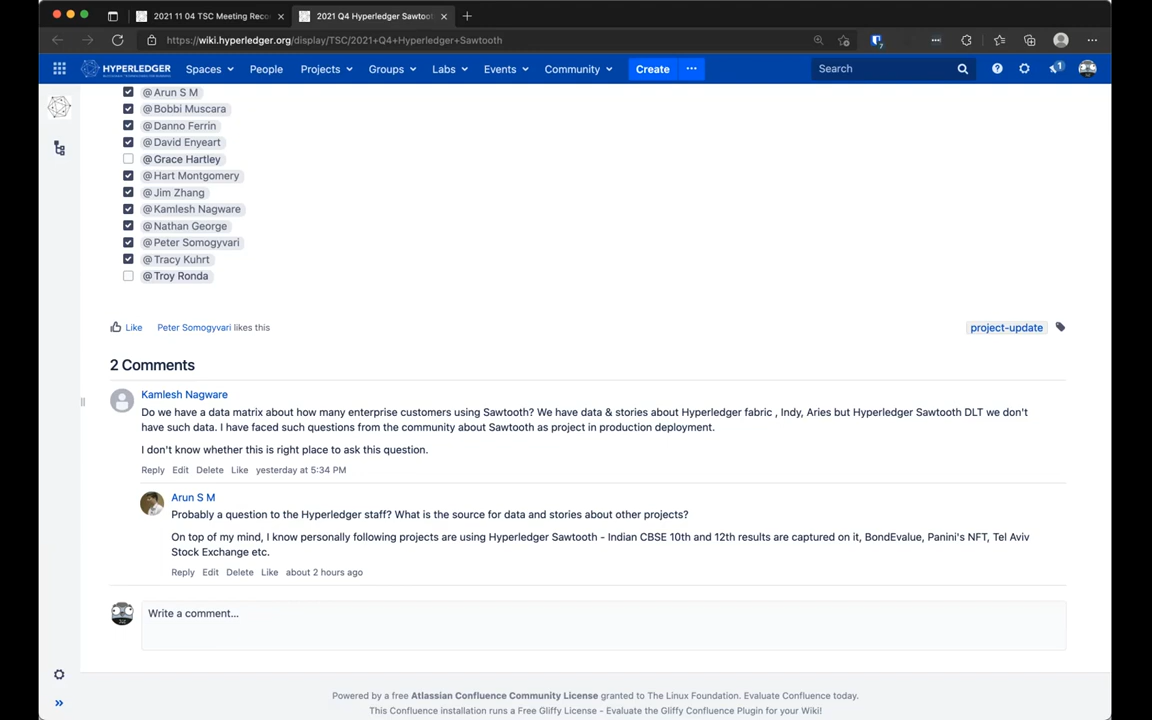 2021 11 04 TSC Meeting Reco
2021 Q4 Hyperledger Sawtoo
https://wiki.hyperledger.org/display/TSC/2021+Q4+Hyperledger+Sawtooth
HYPERLEDGER
Spaces People Projects Groups Labs Events Community Create ... Search
1
@Arun S M
@Bobbi Muscara
@Danno Ferrin
@David Enyeart
@Grace Hartley
@Hart Montgomery
@Jim Zhang
@Kamlesh Nagware
@Nathan George
@Peter Somogyvari
@Tracy Kuhrt
@Troy Ronda
Like Peter Somogyvari likes this
project-update
2 Comments
Kamlesh Nagware
Do we have a data matrix about how many enterprise customers using Sawtooth? We have data & stories about Hyperledger fabric , Indy, Aries but Hyperledger Sawtooth DLT we don't
have such data. I have faced such questions from the community about Sawtooth as project in production deployment.
I don't know whether this is right place to ask this question.
Reply Edit Delete Like yesterday at 5:34 PM
Arun S M
Probably a question to the Hyperledger staff? What is the source for data and stories about other projects?
On top of my mind, I know personally following projects are using Hyperledger Sawtooth - Indian CBSE 10th and 12th results are captured on it, BondEvalue, Panini's NFT, Tel Aviv
Stock Exchange etc.
Reply Edit Delete Like about 2 hours ago
Write a comment...
Powered by a free Atlassian Confluence Community License granted to The Linux Foundation. Evaluate Confluence today.
This Confluence installation runs a Free Gliffy License - Evaluate the Gliffy Confluence Plugin for your Wiki!